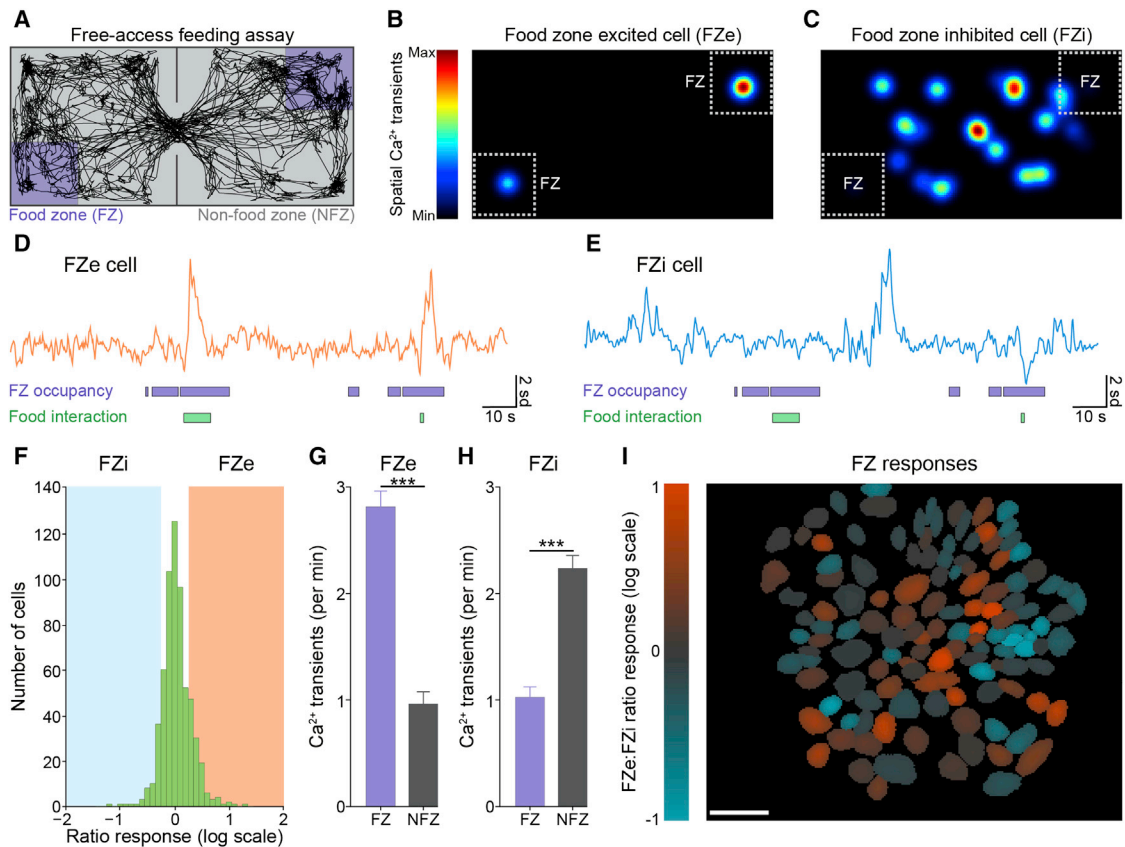 A
Free-access feeding assay
Food zone (FZ)
Non-food zone (NFZ)
B
Food zone excited cell (FZe)
Max
Spatial Ca²⁺ transients
Min
FZ
FZ
C
Food zone inhibited cell (FZi)
FZ
FZ
D
FZe cell
FZ occupancy
Food interaction
2 sd
10 s
E
FZi cell
FZ occupancy
Food interaction
2 sd
10 s
F
FZi
FZe
Number of cells
140
120
100
80
60
40
20
0
−2
−1
0
1
2
Ratio response (log scale)
G
FZe
***
Ca²⁺ transients (per min)
3
2
1
0
FZ
NFZ
H
FZi
***
Ca²⁺ transients (per min)
3
2
1
0
FZ
NFZ
I
FZ responses
FZe:FZi ratio response (log scale)
1
0
-1